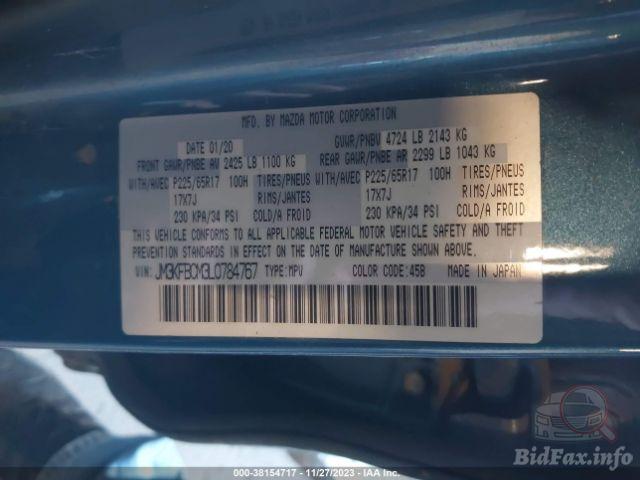 MFD. BY MAZDA MOTOR CORPORATION
DATE 01/20 GVWR/PNBV 4724 LB 2143 KG
FRONT GAWR/PNBE AV 2425 LB 1100 KG REAR GAWR/PNBE AR 2299 LB 1043 KG
WITH/AVEC P225/65R17 100H TIRES/PNEUS WITH/AVEC P225/65R17 100H TIRES/PNEUS
17X7J RIMS/JANTES 17X7J RIMS/JANTES
230 KPA/34 PSI COLD/A FROID 230 KPA/34 PSI COLD/A FROID
THIS VEHICLE CONFORMS TO ALL APPLICABLE FEDERAL MOTOR VEHICLE SAFETY AND THEFT
PREVENTION STANDARDS IN EFFECT ON THE DATE OF MANUFACTURE SHOWN ABOVE.
VIN: JM3KFBCM3L0784767 TYPE: MPV COLOR CODE: 45B MADE IN JAPAN
BidFax.info
000-38154717 - 11/27/2023 - IAA Inc.